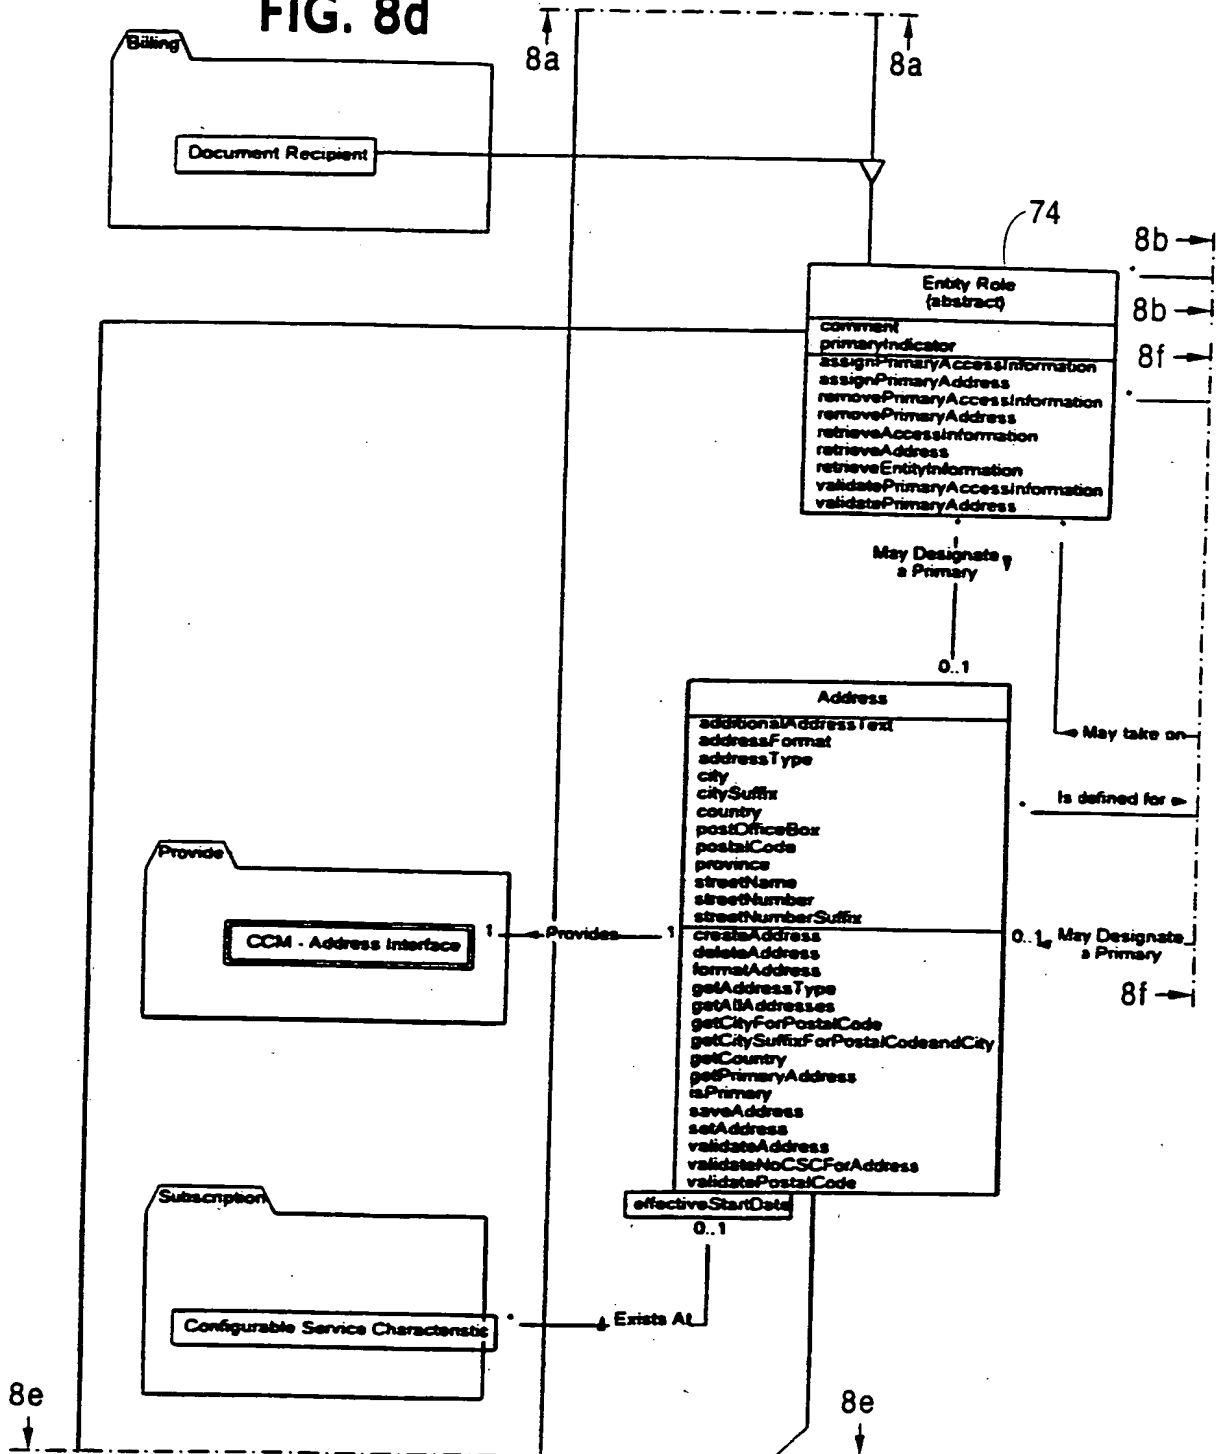 FIG. 8d
8a
8a
Billing
Document Recipient
74
8b
Entity Role
(abstract)
8b
comment
primaryIndicator
8f
assignPrimaryAccessInformation
assignPrimaryAddress
removePrimaryAccessInformation
removePrimaryAddress
retrieveAccessInformation
retrieveAddress
retrieveEntityInformation
validatePrimaryAccessInformation
validatePrimaryAddress
*
*
*
*
May Designate
a Primary
0..1
Address
additionalAddressText
addressFormat
addressType
city
citySuffix
country
postOfficeBox
postalCode
province
streetName
streetNumber
streetNumberSuffix
createAddress
deleteAddress
formatAddress
getAddressType
getAllAddresses
getCityForPostalCode
getCitySuffixForPostalCodeandCity
getCountry
getPrimaryAddress
isPrimary
saveAddress
setAddress
validateAddress
validateNoCSCForAddress
validatePostalCode
May take on
*
Is defined for
0..1
May Designate
a Primary
8f
Provide
CCM - Address Interface
1
Provides
1
effectiveStartDate
0..1
Subscription
Configurable Service Characteristic
*
Exists At
8e
8e